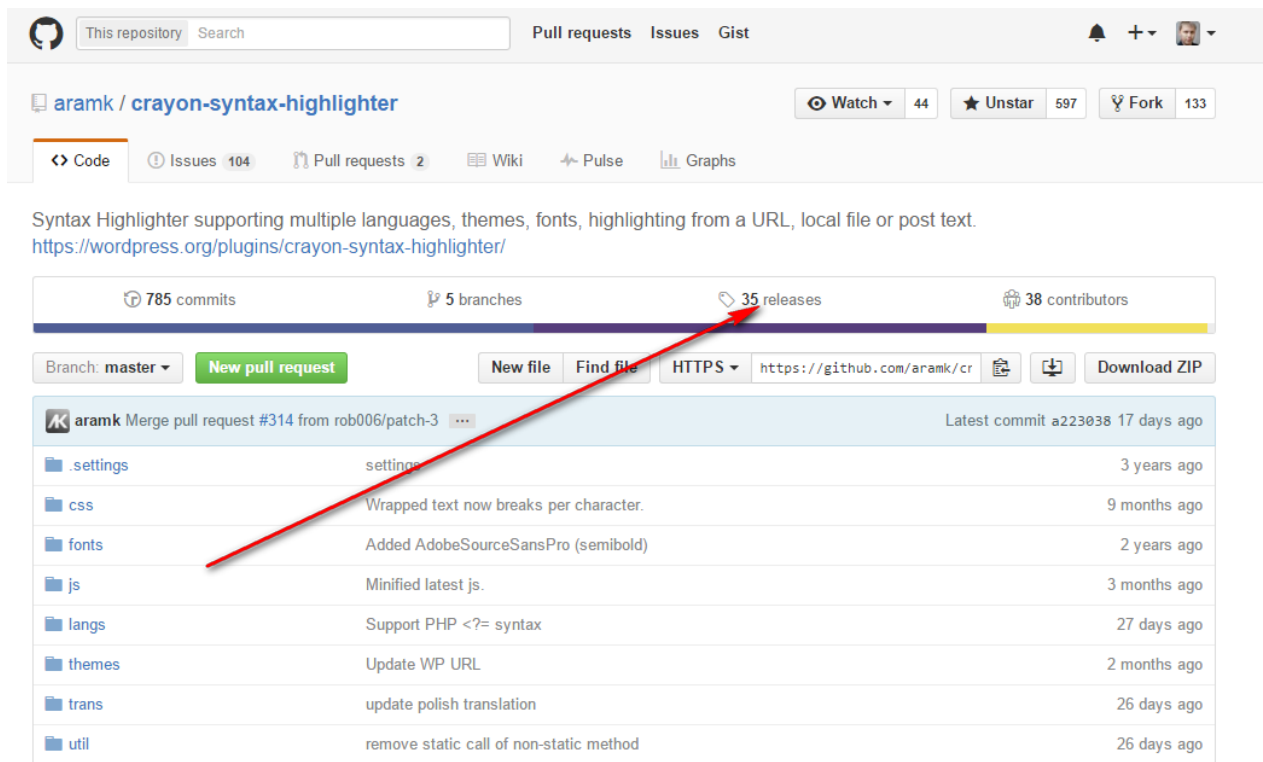 This repository Search Pull requests Issues Gist
aramk / crayon-syntax-highlighter Watch 44 Unstar 597 Fork 133
Code Issues 104 Pull requests 2 Wiki Pulse Graphs
Syntax Highlighter supporting multiple languages, themes, fonts, highlighting from a URL, local file or post text.
https://wordpress.org/plugins/crayon-syntax-highlighter/
785 commits 5 branches 35 releases 38 contributors
Branch: master New pull request New file Find file HTTPS https://github.com/aramk/cr Download ZIP
aramk Merge pull request #314 from rob006/patch-3 ... Latest commit a223038 17 days ago
.settings settings 3 years ago
css Wrapped text now breaks per character. 9 months ago
fonts Added AdobeSourceSansPro (semibold) 2 years ago
js Minified latest js. 3 months ago
langs Support PHP <?= syntax 27 days ago
themes Update WP URL 2 months ago
trans update polish translation 26 days ago
util remove static call of non-static method 26 days ago